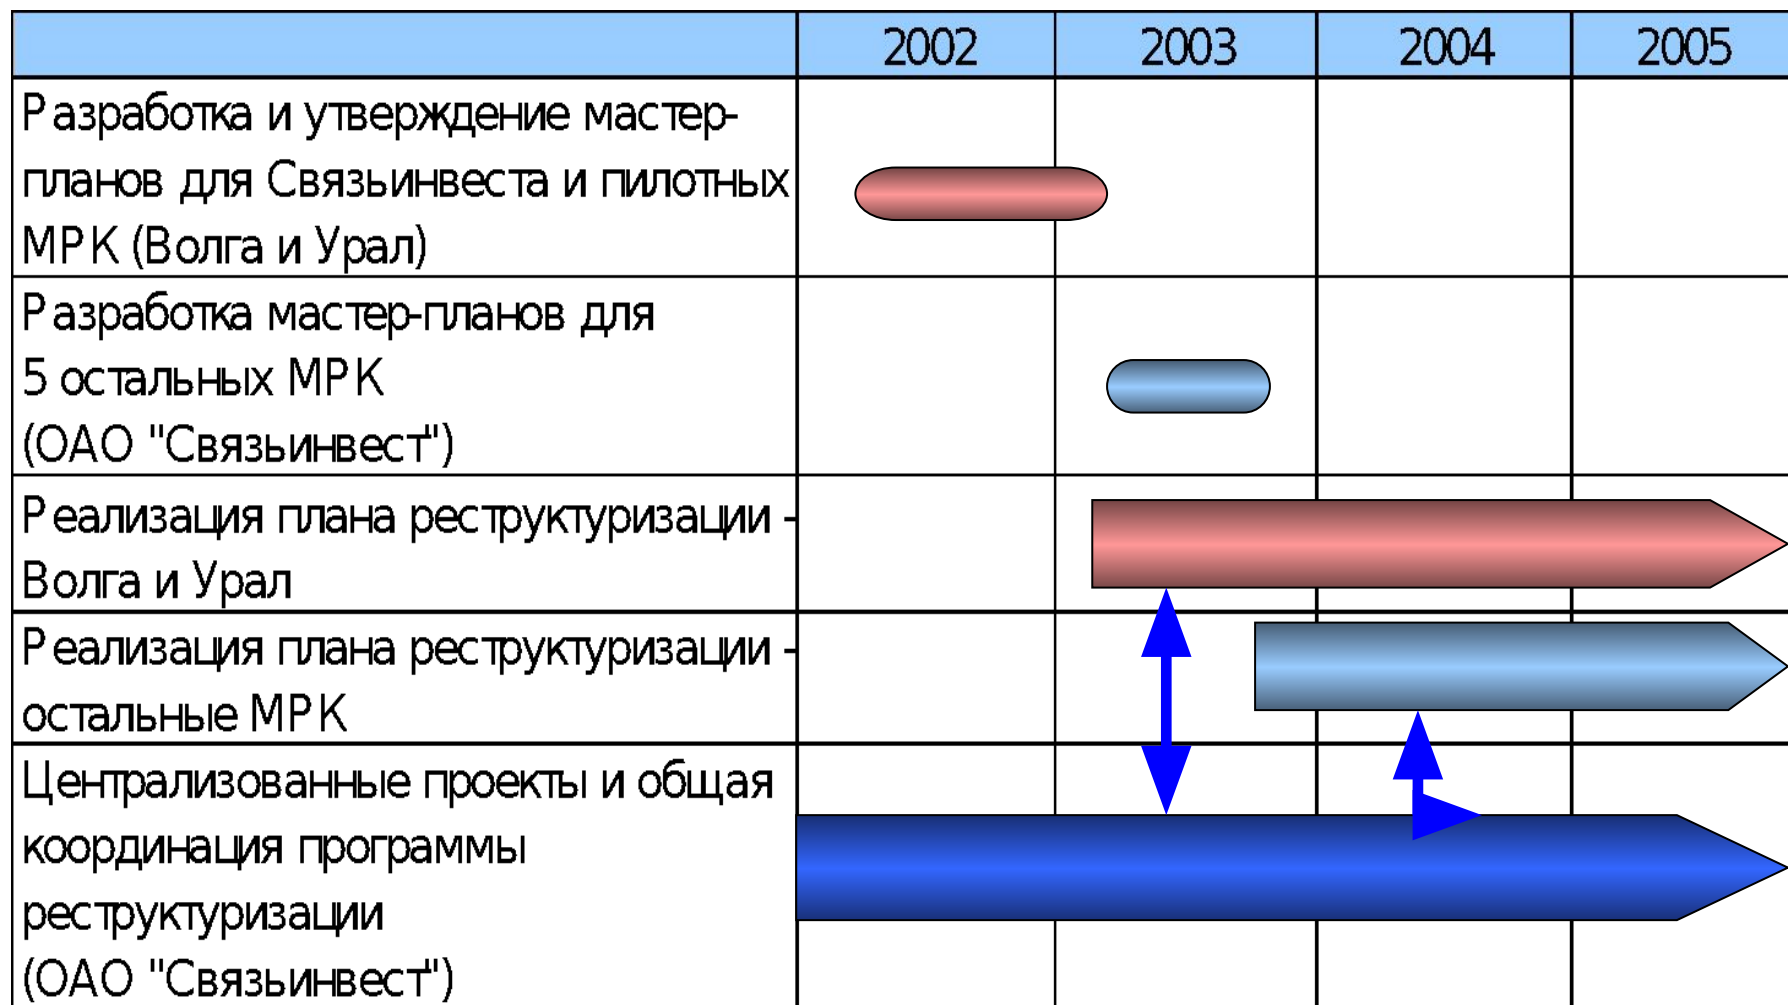 2002 2003 2004 2005
Разработка и утверждение мастер-
планов для Связьинвеста и пилотных
МРК (Волга и Урал)
Разработка мастер-планов для
5 остальных МРК
(ОАО "Связьинвест")
Реализация плана реструктуризации -
Волга и Урал
Реализация плана реструктуризации -
остальные МРК
Централизованные проекты и общая
координация программы
реструктуризации
(ОАО "Связьинвест")